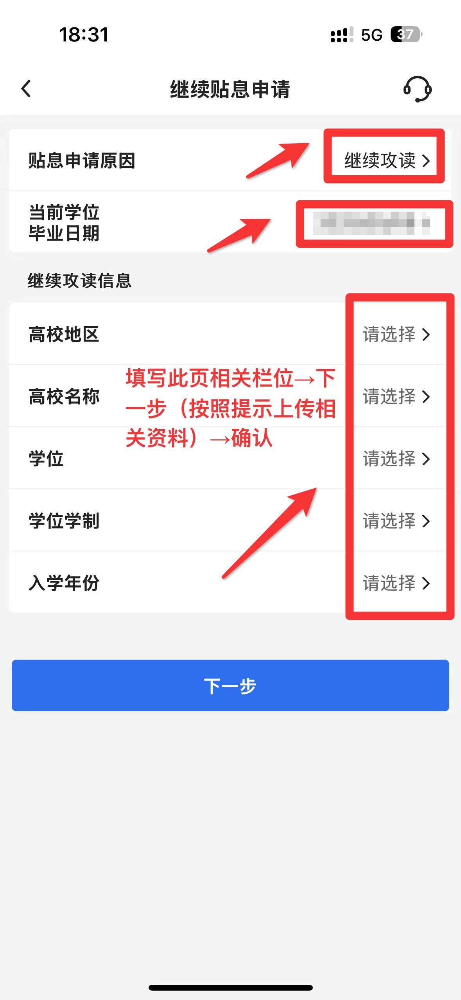 18:31
5G 37
继续贴息申请
贴息申请原因
继续攻读
当前学位
毕业日期
继续攻读信息
高校地区
请选择
填写此页相关栏位→下
一步（按照提示上传相
关资料）→确认
高校名称
请选择
学位
请选择
学位学制
请选择
入学年份
请选择
下一步